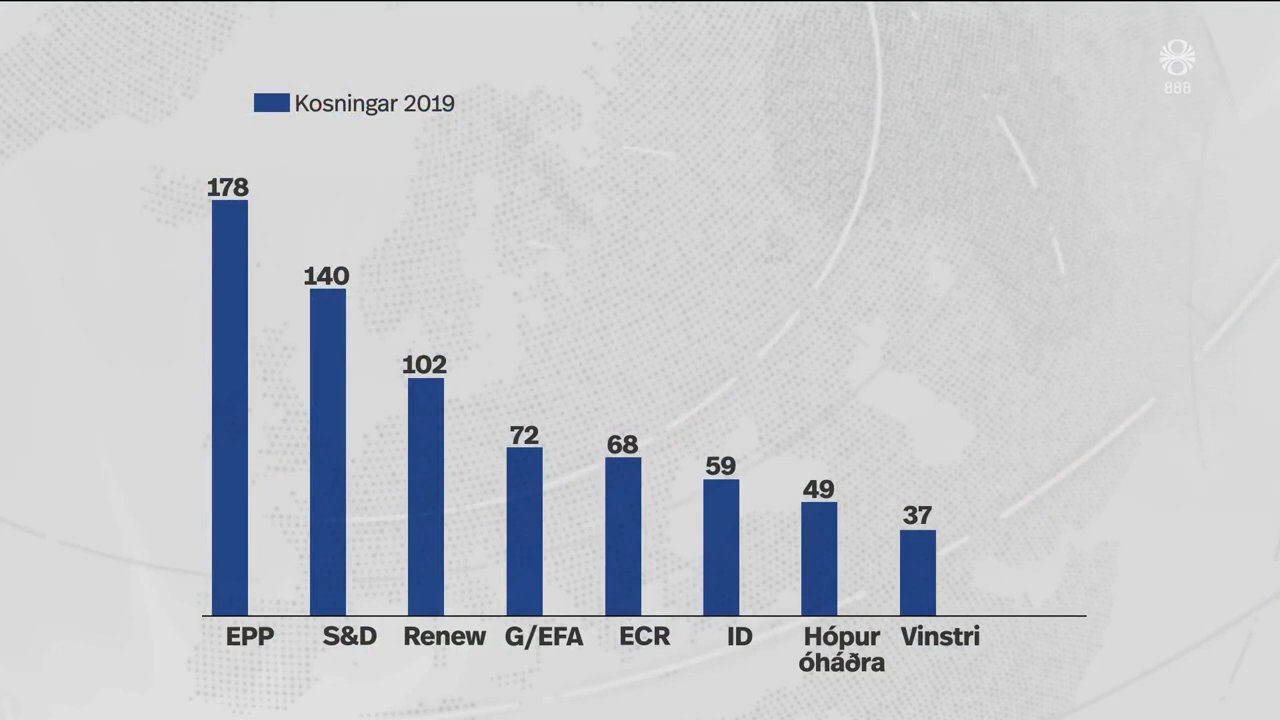 888
Kosningar 2019
178
140
102
72
68
59
49
37
EPP
S&D
Renew
G/EFA
ECR
ID
Hópur
óháðra
Vinstri